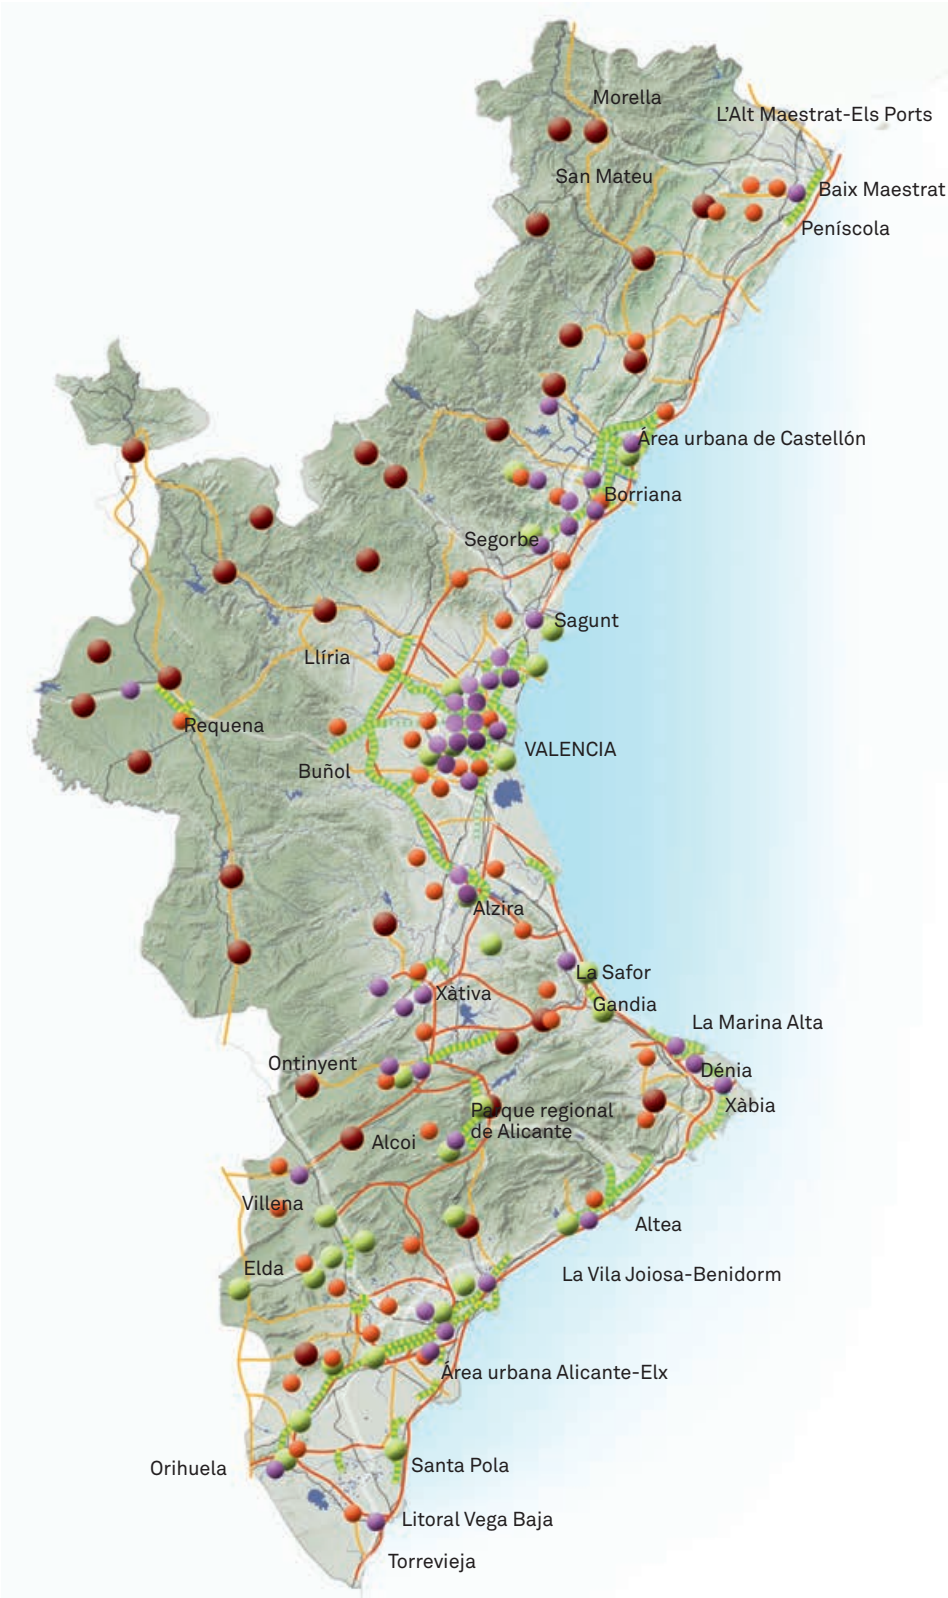 Morella
L'Alt Maestrat-Els Ports
San Mateu
Baix Maestrat
Peníscola
Área urbana de Castellón
Borriana
Segorbe
Sagunt
Llíria
Requena
VALENCIA
Buñol
Alzira
La Safor
Xàtiva
Gandia
La Marina Alta
Ontinyent
Dénia
Xàbia
Parque regional
de Alicante
Alcoi
Villena
Altea
Elda
La Vila Joiosa-Benidorm
Área urbana Alicante-Elx
Orihuela
Santa Pola
Litoral Vega Baja
Torrevieja